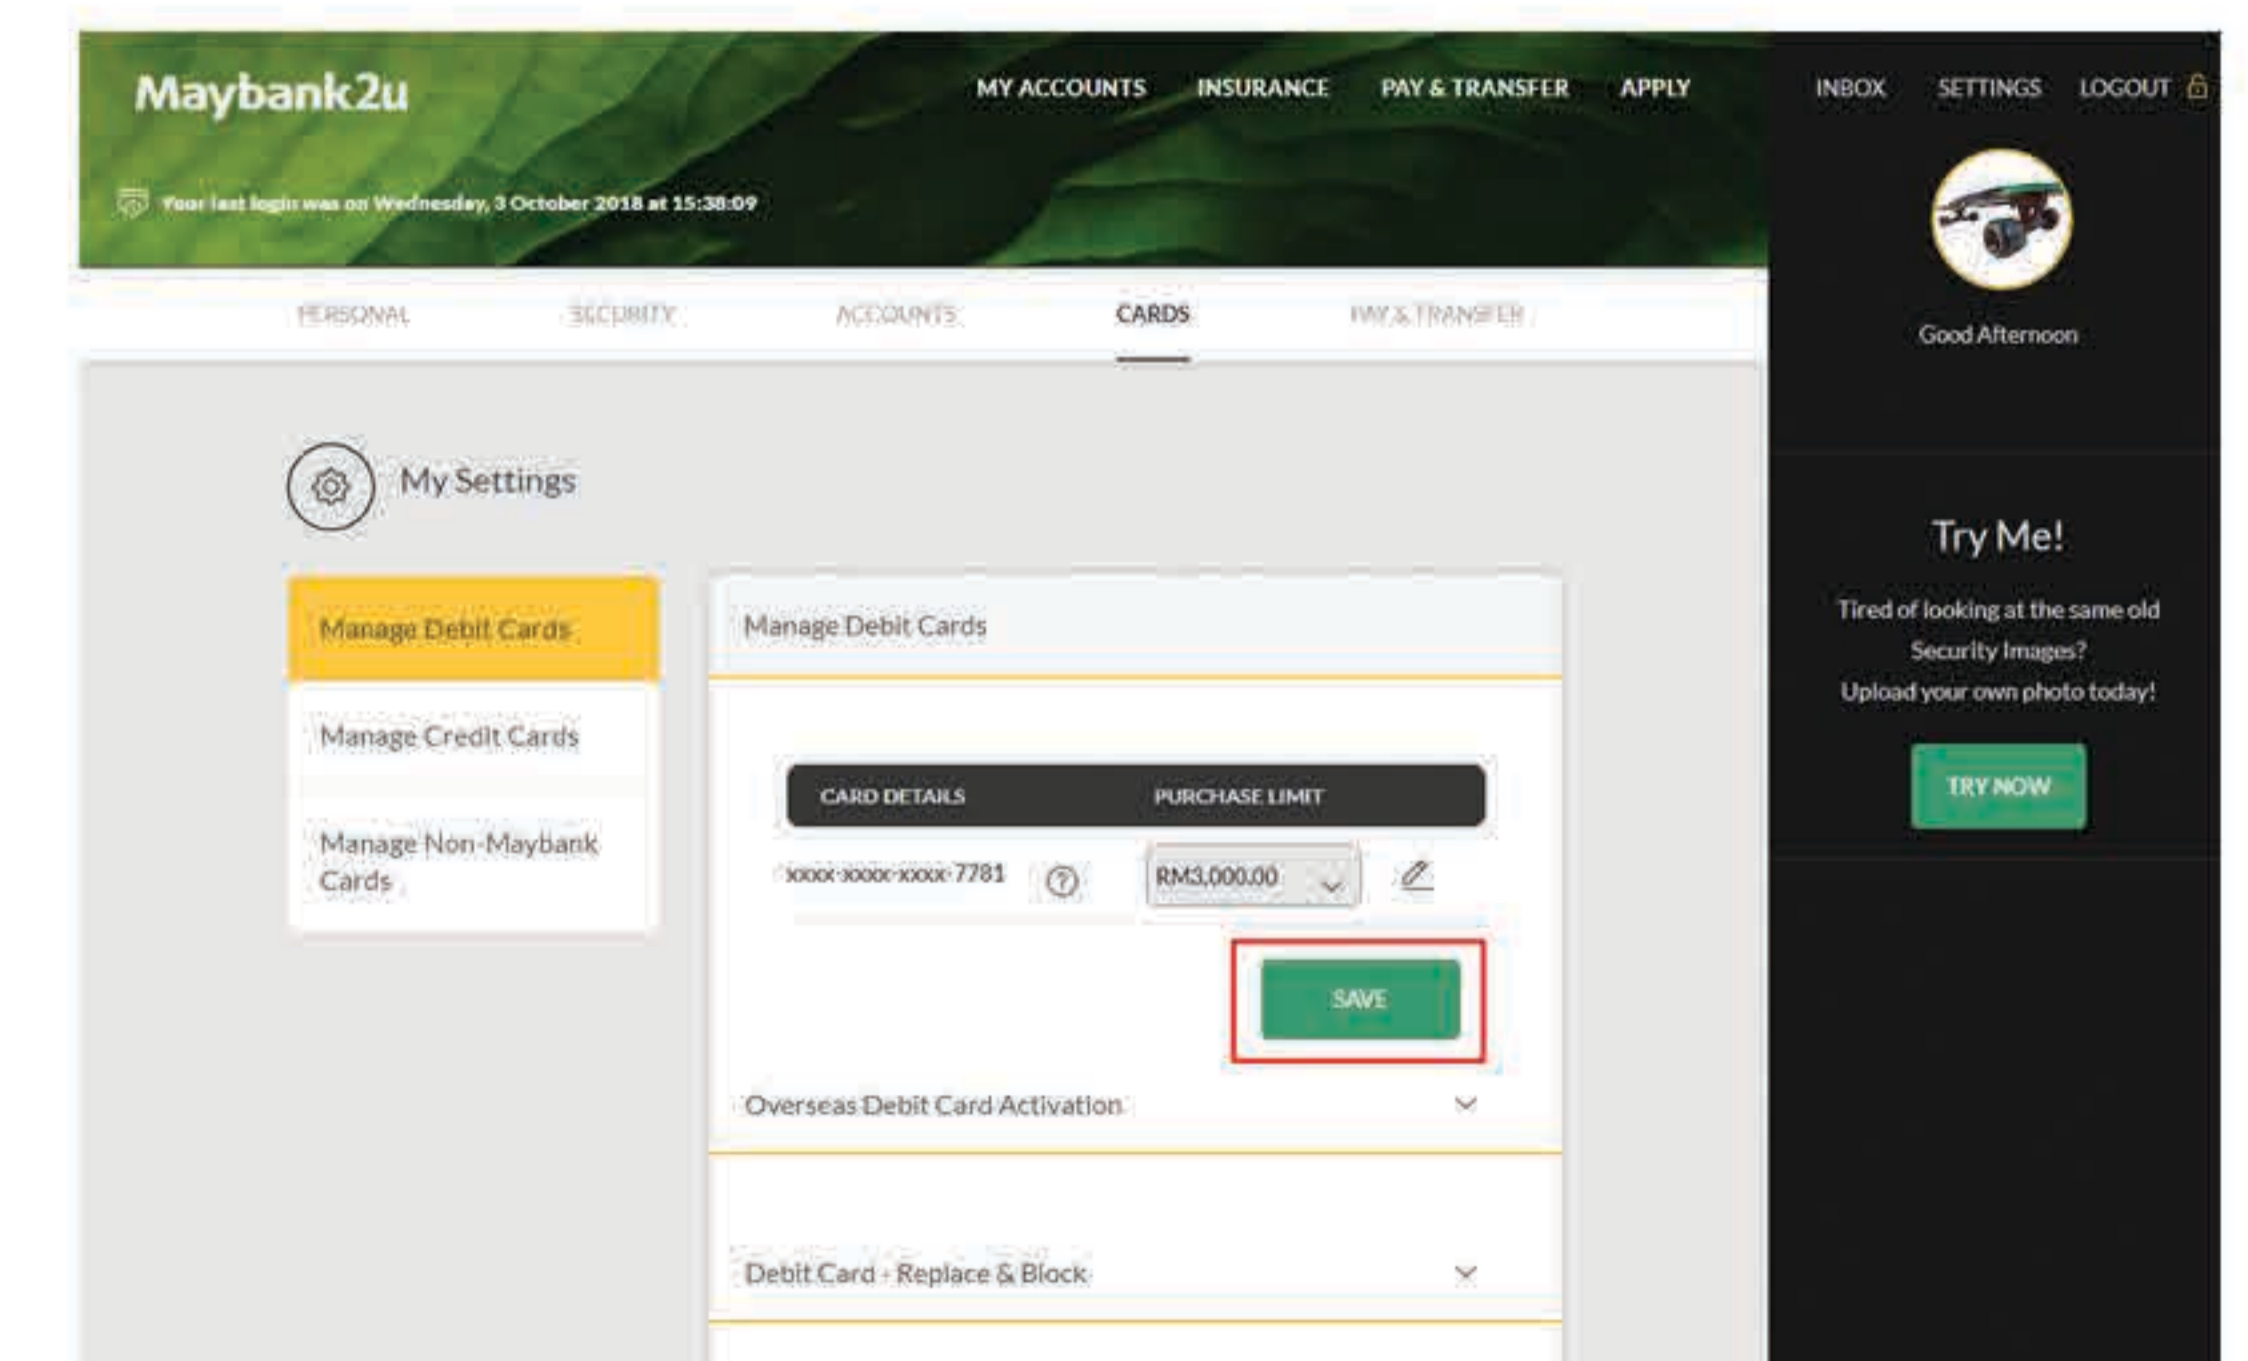 Maybank2u
MY ACCOUNTS INSURANCE PAY & TRANSFER APPLY
INBOX SETTINGS LOGOUT
Your last login was on Wednesday, 3 October 2018 at 15:38:09
PERSONAL SECURITY ACCOUNTS CARDS PAY & TRANSFER
Good Afternoon
My Settings
Manage Debit Cards
Manage Credit Cards
Manage Non-Maybank
Cards
Manage Debit Cards
CARD DETAILS PURCHASE LIMIT
xxxx-xxxx-xxxx-7781 RM3,000.00
SAVE
Overseas Debit Card Activation
Debit Card - Replace & Block
Try Me!
Tired of looking at the same old
Security Images?
Upload your own photo today!
TRY NOW